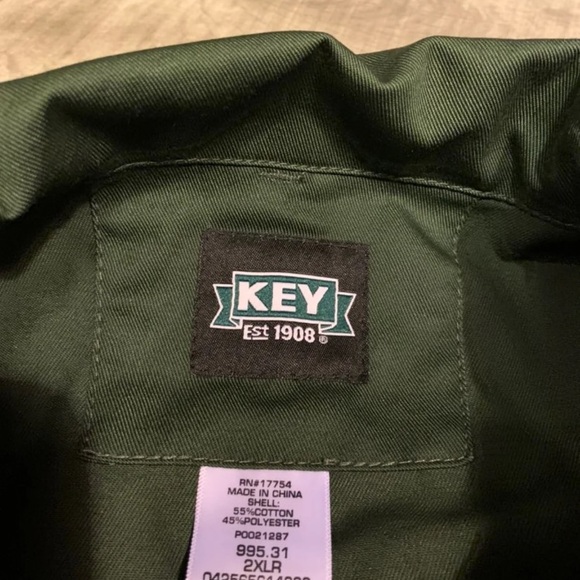 KEY
Est 1908 ®
RN#17754
MADE IN CHINA
SHELL:
55%COTTON
45%POLYESTER
P0021287
995.31
2XLR